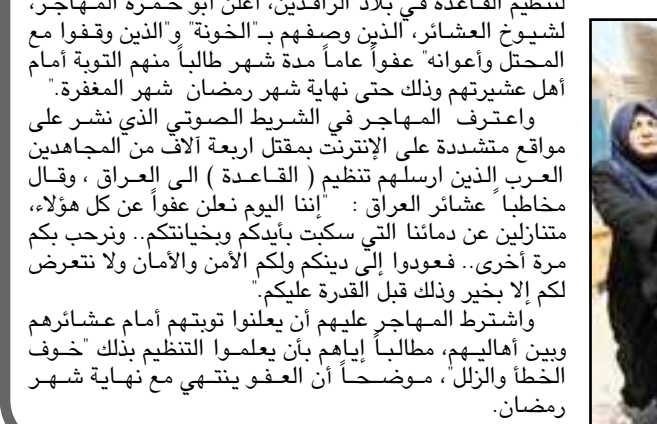 لتنظيم القاعدة في بلاد الرافدين، أعلن أبو حمزة المهاجر،
لشيوخ العشائر، الذين وصفهم بـ"الخونة" و"الذين وقفوا مع
المحتل وأعوانه" عفواً عاماً مدة شهر طالباً منهم التوبة أمام
أهل عشيرتهم وذلك حتى نهاية شهر رمضان شهر المغفرة."
واعترف المهاجر في الشريط الصوتي الذي نشر على
مواقع متشددة على الإنترنت بمقتل اربعة آلاف من المجاهدين
العرب الذين ارسلهم تنظيم ( القاعدة ) الى العراق ، وقال
مخاطباً عشائر العراق : "إننا اليوم نعلن عفواً عن كل هؤلاء،
متنازلين عن دمائنا التي سكبت بأيدكم وبخيانتكم.. ونرحب بكم
مرة أخرى.. فعودوا إلى دينكم ولكم الأمن والأمان ولا نتعرض
لكم إلا بخير وذلك قبل القدرة عليكم."
واشترط المهاجر عليهم أن يعلنوا توبتهم أمام عشائرهم
وبين أهاليهم، مطالباً إياهم بأن يعلموا التنظيم بذلك "خوف
الخطأ والزلل"، موضحاً أن العفو ينتهي مع نهاية شهر
رمضان.